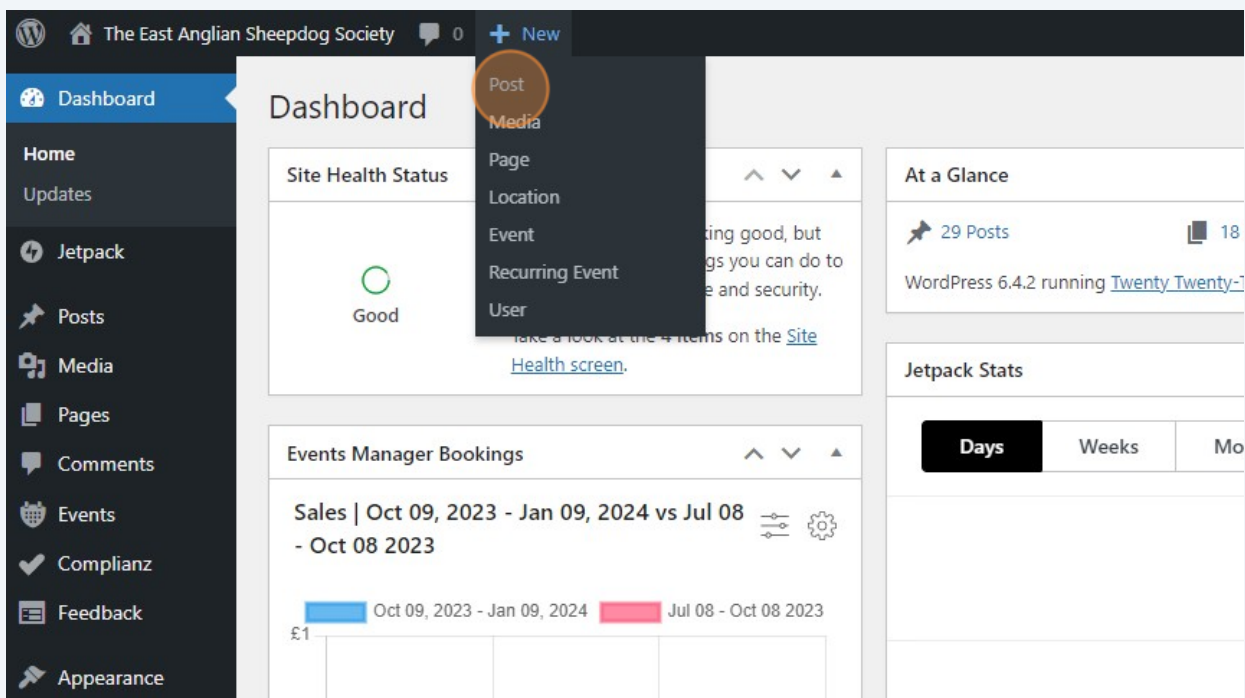 The East Anglian Sheepdog Society 0 + New
Dashboard
Home
Updates
Jetpack
Posts
Media
Pages
Comments
Events
Complianz
Feedback
Appearance
Post
Media
Page
Location
Event
Recurring Event
User
Dashboard
Site Health Status
Good
king good, but
gs you can do to
e and security.
Take a look at the 4 items on the Site
Health screen.
Events Manager Bookings
Sales | Oct 09, 2023 - Jan 09, 2024 vs Jul 08
- Oct 08 2023
Oct 09, 2023 - Jan 09, 2024 Jul 08 - Oct 08 2023
£1
At a Glance
29 Posts 18
WordPress 6.4.2 running Twenty Twenty-
Jetpack Stats
Days Weeks Mo